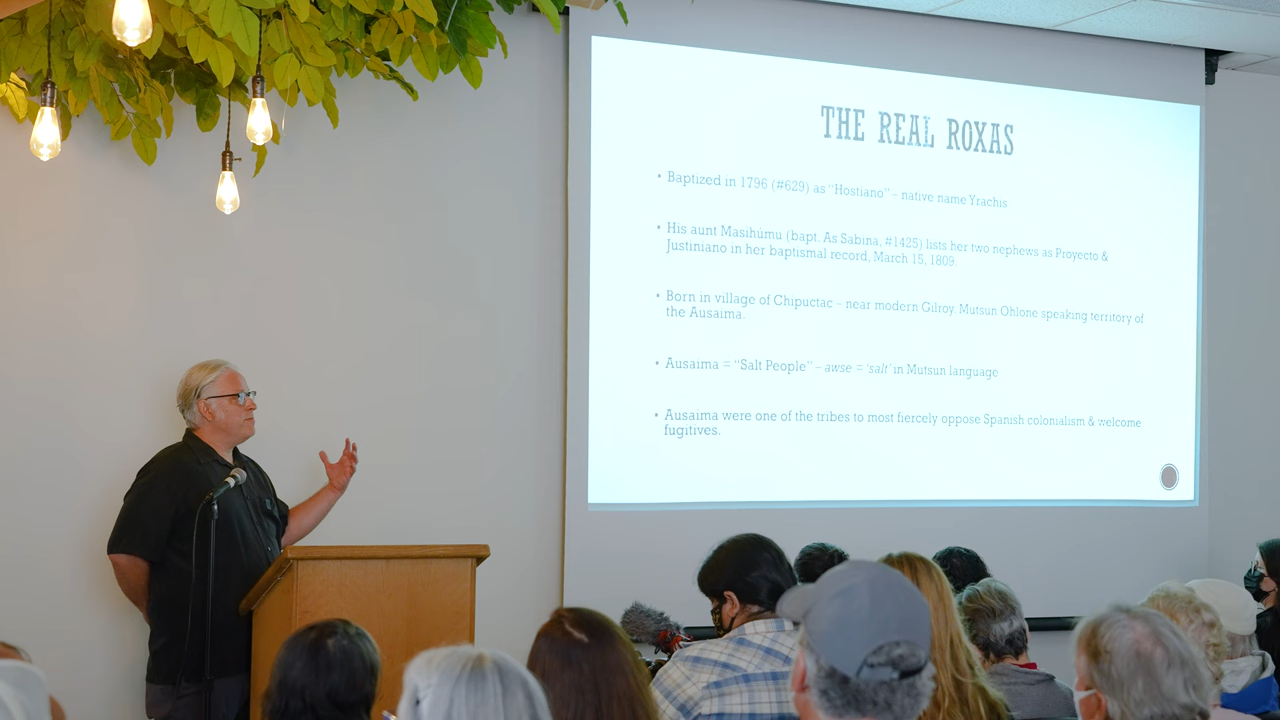 THE REAL ROXAS
• Baptized in 1796 (#629) as "Hostiano" – native name Yrachis
• His aunt Masihúmu (bapt. As Sabina, #1425) lists her two nephews as Proyecto &
Justiniano in her baptismal record, March 15, 1809.
• Born in village of Chipuctac – near modern Gilroy. Mutsun Ohlone speaking territory of
the Ausaima.
• Ausaima = "Salt People" – awse = 'salt' in Mutsun language
• Ausaima were one of the tribes to most fiercely oppose Spanish colonialism & welcome
fugitives.